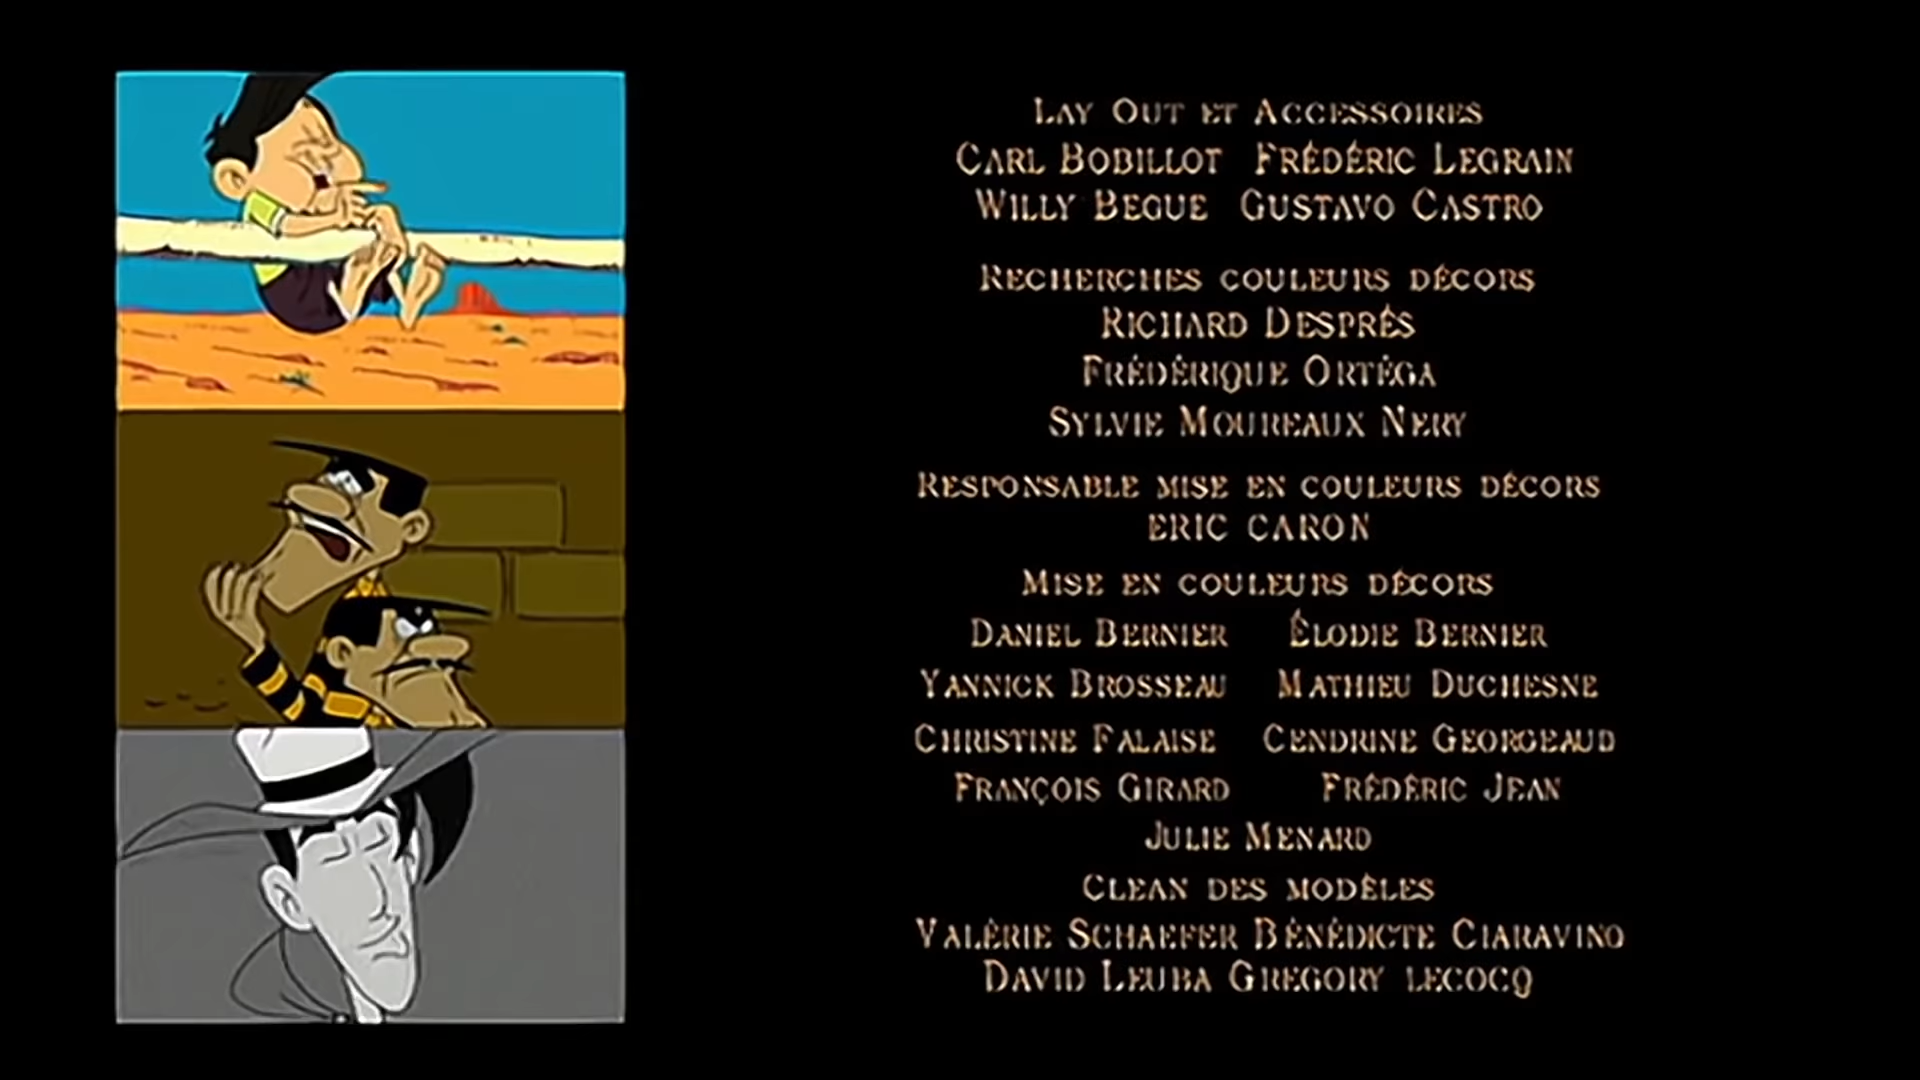 Lay Out et Accessoires
Carl Bobillot Frédéric Legrain
Willy Begue Gustavo Castro
Recherches couleurs décors
Richard Després
Frédérique Ortéga
Sylvie Moureaux Nery
Responsable mise en couleurs décors
Eric Caron
Mise en couleurs décors
Daniel Bernier Élodie Bernier
Yannick Brosseau Mathieu Duchesne
Christine Falaise Cendrine Georgeaud
François Girard Frédéric Jean
Julie Menard
Clean des modèles
Valérie Schaefer Bénédicte Ciaravino
David Leuba Gregory Lecocq